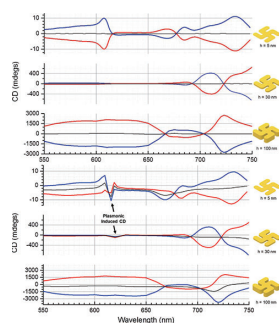 10
0
-10
CD (mdegs)
h = 5 nm
400
0
-400
h = 30 nm
3000
1500
0
-1500
-3000
550 600 650 700 750
h = 100 nm
10
0
-10
h = 5 nm
Plasmonic
Induced CD
CD (mdegs)
400
0
-400
h = 30 nm
3000
1500
0
-1500
-3000
550 600 650 700 750
h = 100 nm
Wavelength (nm)